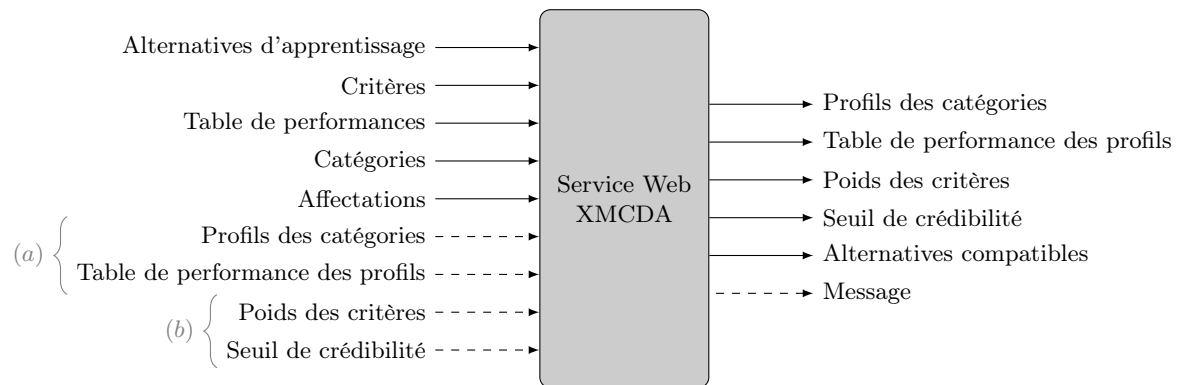 Alternatives d'apprentissage
Critères
Table de performances
Catégories
Affectations
(a)
Profils des catégories
Table de performance des profils
(b)
Poids des critères
Seuil de crédibilité
Service Web
XMCDA
Profils des catégories
Table de performance des profils
Poids des critères
Seuil de crédibilité
Alternatives compatibles
Message